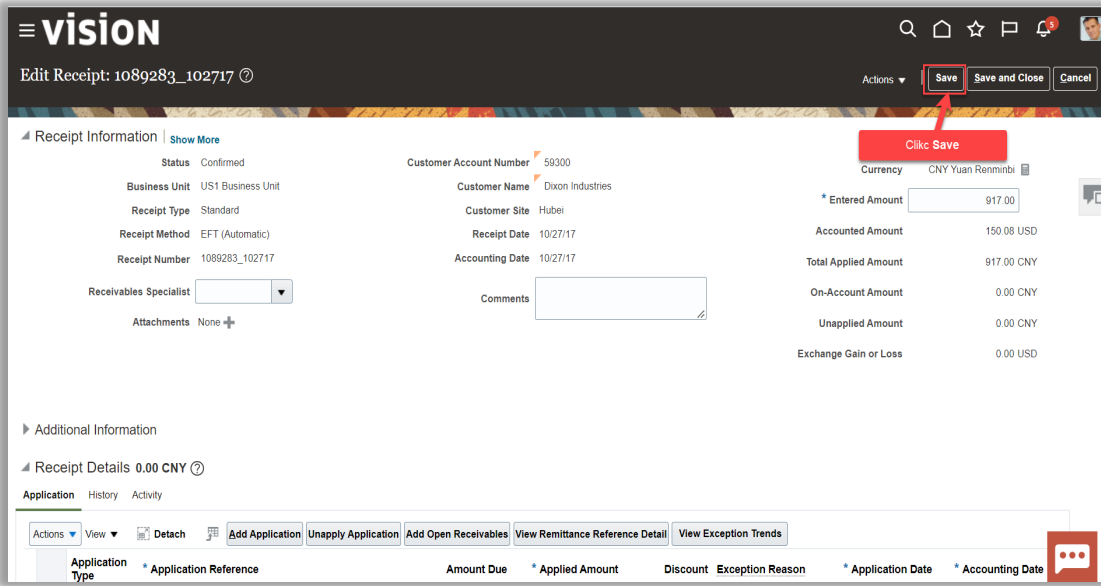 vision
5
Edit Receipt: 1089283_102717
Actions Save Save and Close Cancel
Clikc Save
Receipt Information Show More
Status Confirmed
Business Unit US1 Business Unit
Receipt Type Standard
Receipt Method EFT (Automatic)
Receipt Number 1089283_102717
Receivables Specialist
Attachments None
Customer Account Number 59300
Customer Name Dixon Industries
Customer Site Hubei
Receipt Date 10/27/17
Accounting Date 10/27/17
Comments
Currency CNY Yuan Renminbi
* Entered Amount 917.00
Accounted Amount 150.08 USD
Total Applied Amount 917.00 CNY
On-Account Amount 0.00 CNY
Unapplied Amount 0.00 CNY
Exchange Gain or Loss 0.00 USD
Additional Information
Receipt Details 0.00 CNY
Application History Activity
Actions View Detach Add Application Unapply Application Add Open Receivables View Remittance Reference Detail View Exception Trends
Application Type * Application Reference Amount Due * Applied Amount Discount Exception Reason * Application Date * Accounting Date